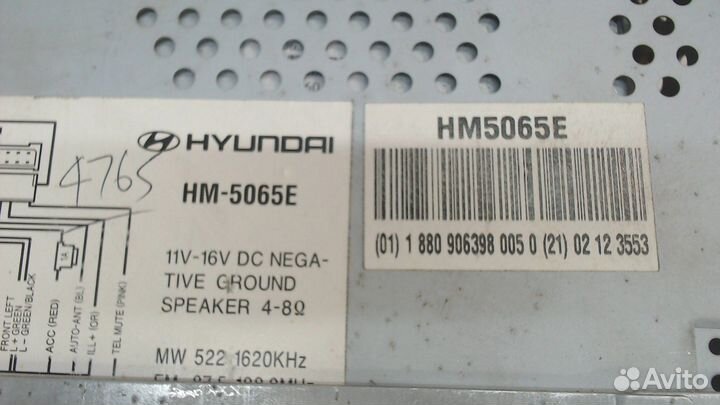 HYUNDAI
4765
HM-5065E
11V-16V DC NEGA-
TIVE GROUND
SPEAKER 4-8Ω
MW 522 1620KHz
HM5065E
(01) 1 880 906398 005 0 (21) 02 12 3553
1A
FRONT LEFT
L + GREEN
L - GREEN/BLACK
ACC (RED)
AUTO-ANT (BL)
ILL+ (OR)
TEL MUTE (PINK)
Avito